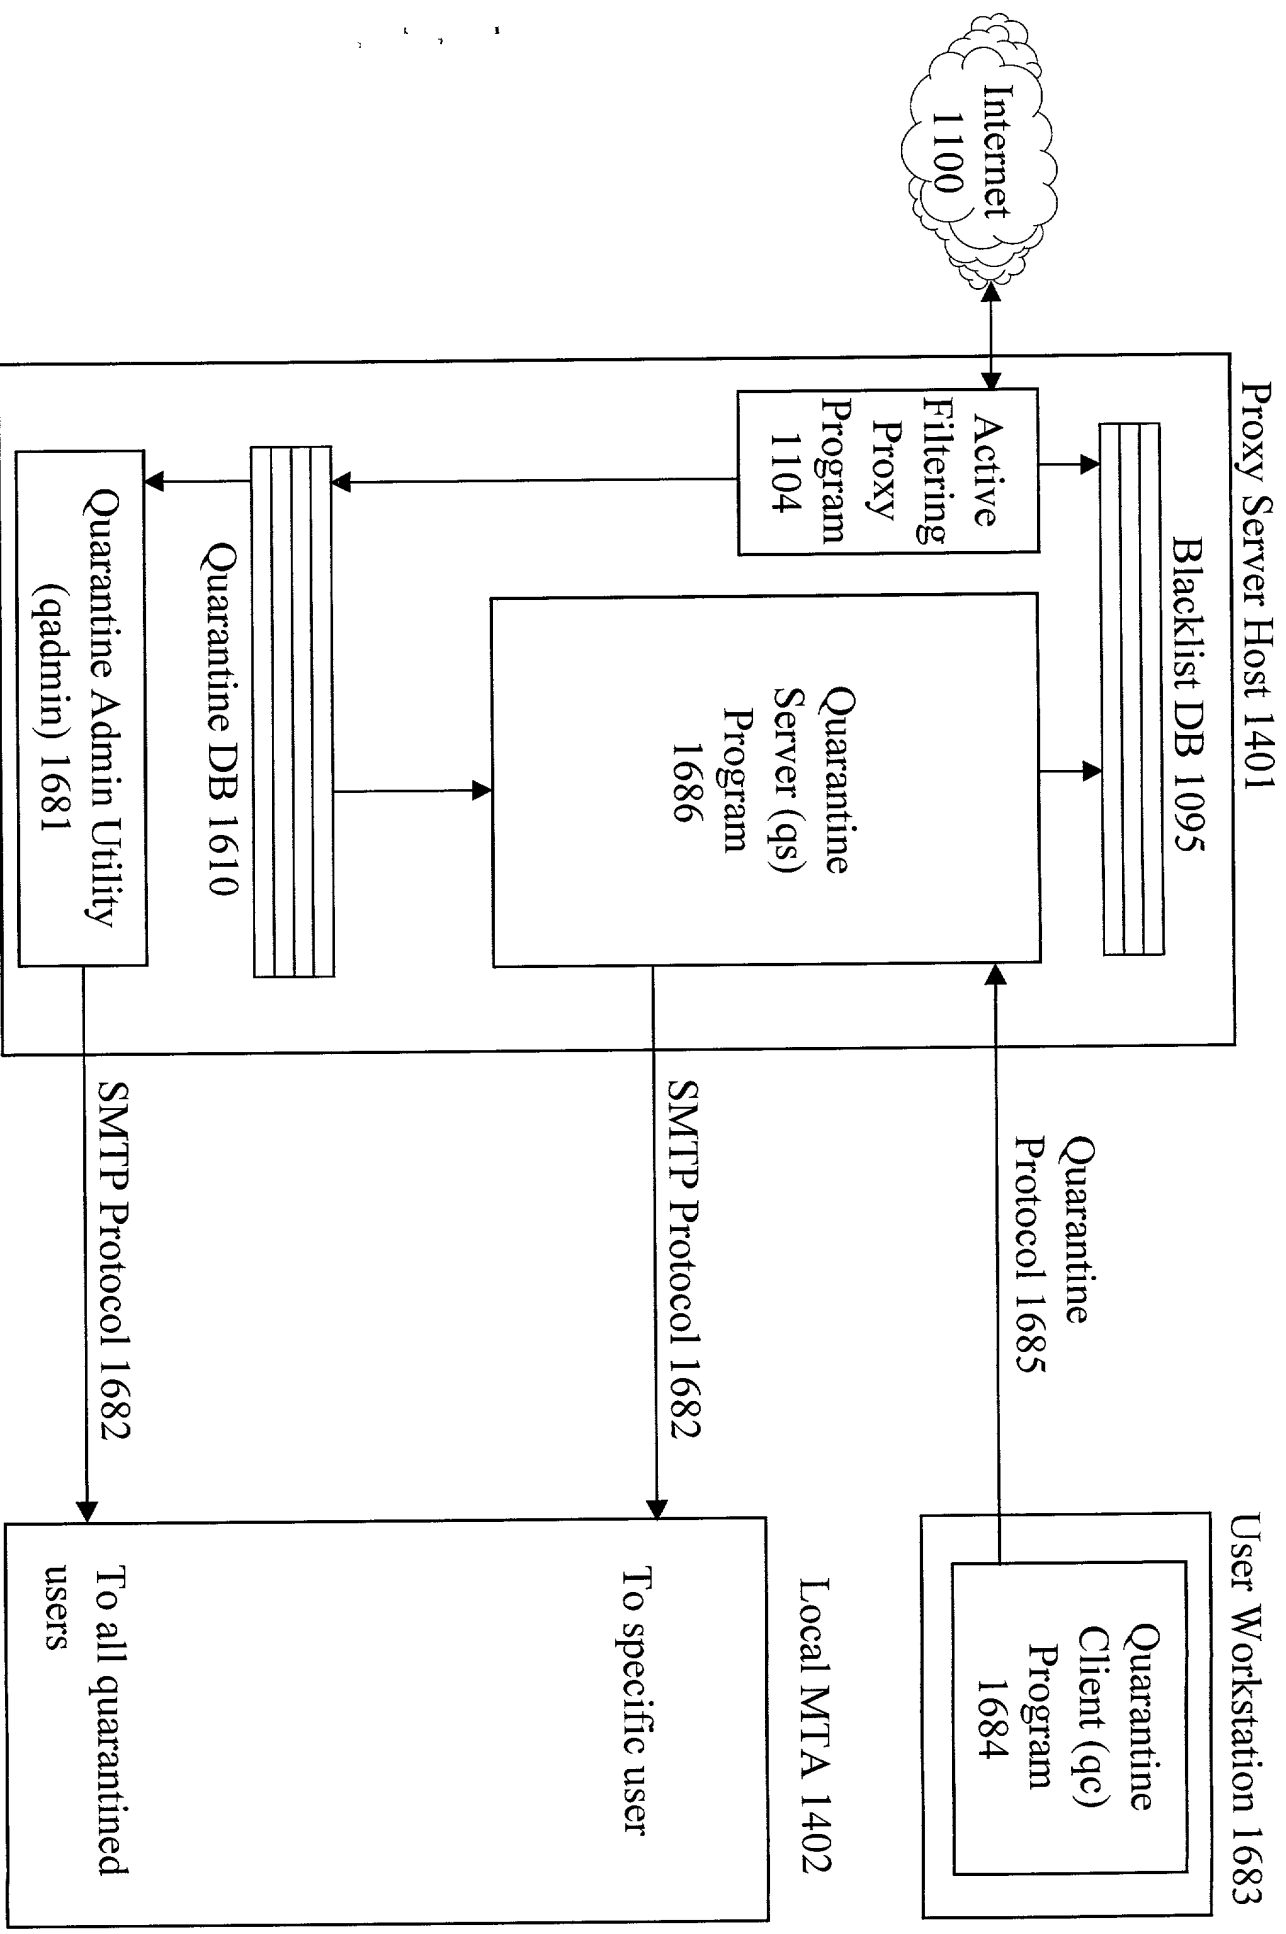 Proxy Server Host 1401
Blacklist DB 1095
Internet
1100
Active
Filtering
Proxy
Program
1104
Quarantine
Server (qs)
Program
1686
Quarantine DB 1610
Quarantine Admin Utility
(qadmin) 1681
Quarantine
Protocol 1685
SMTP Protocol 1682
SMTP Protocol 1682
User Workstation 1683
Quarantine
Client (qc)
Program
1684
Local MTA 1402
To specific user
To all quarantined
users